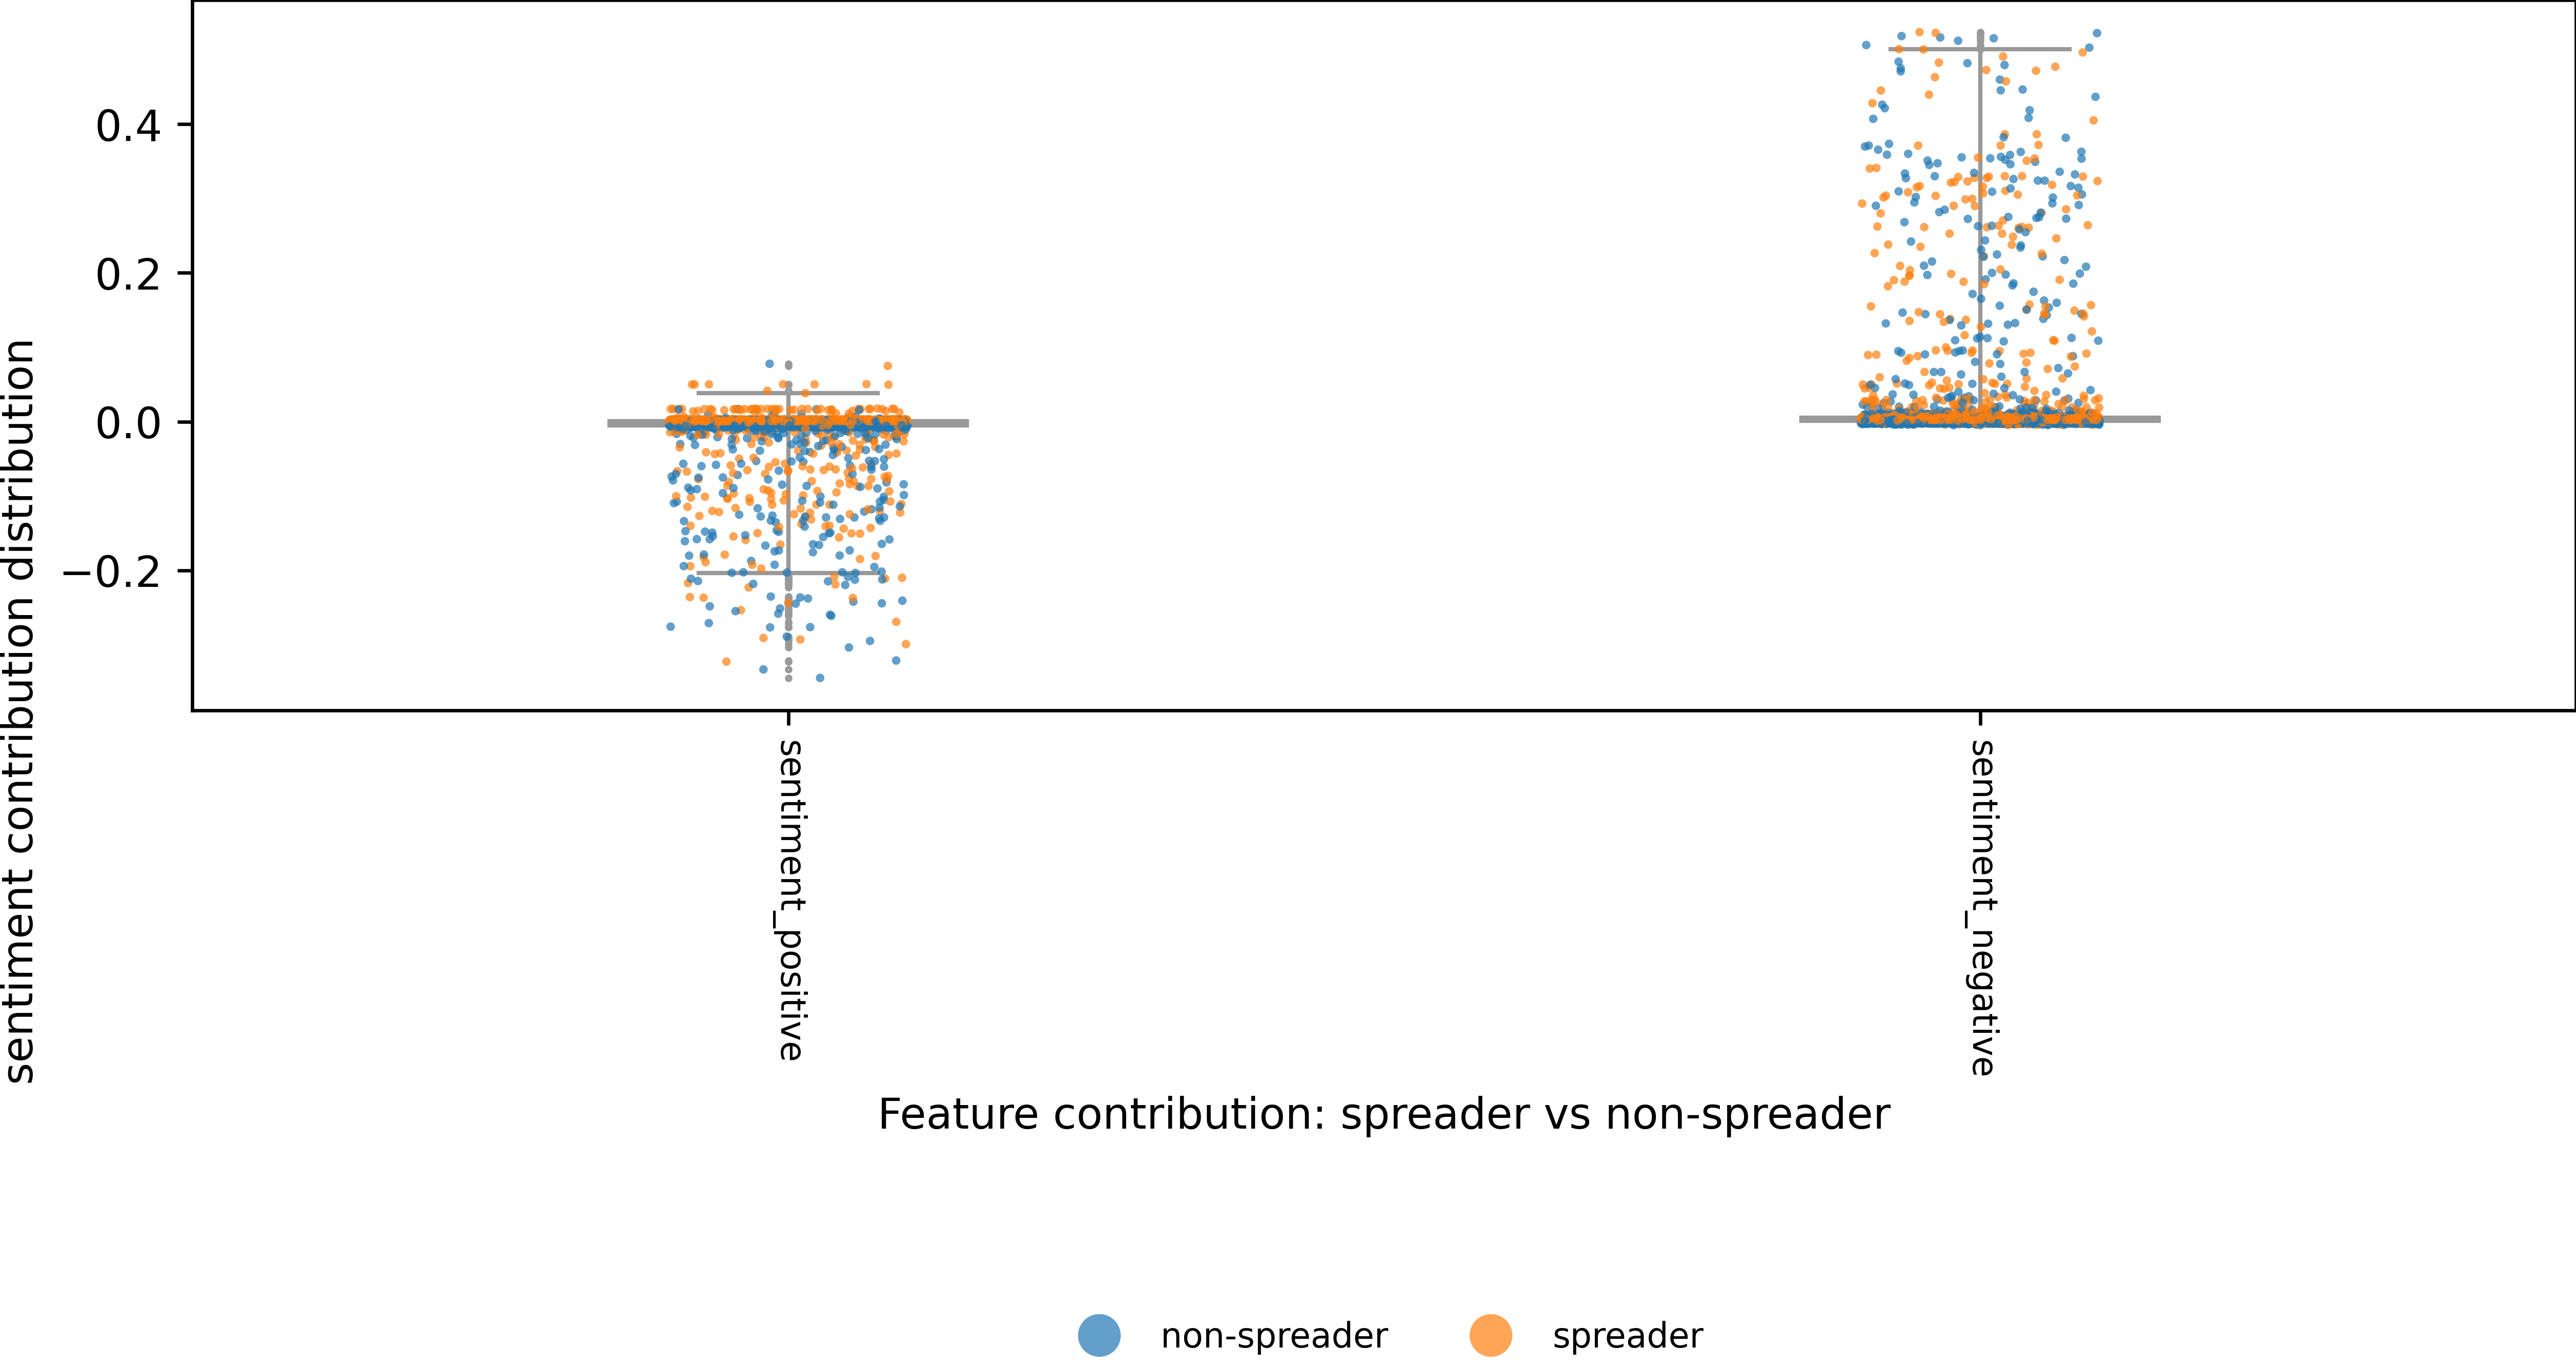 sentiment contribution distribution
0.4
0.2
0.0
−0.2
sentiment_positive
sentiment_negative
Feature contribution: spreader vs non-spreader
non-spreader
spreader